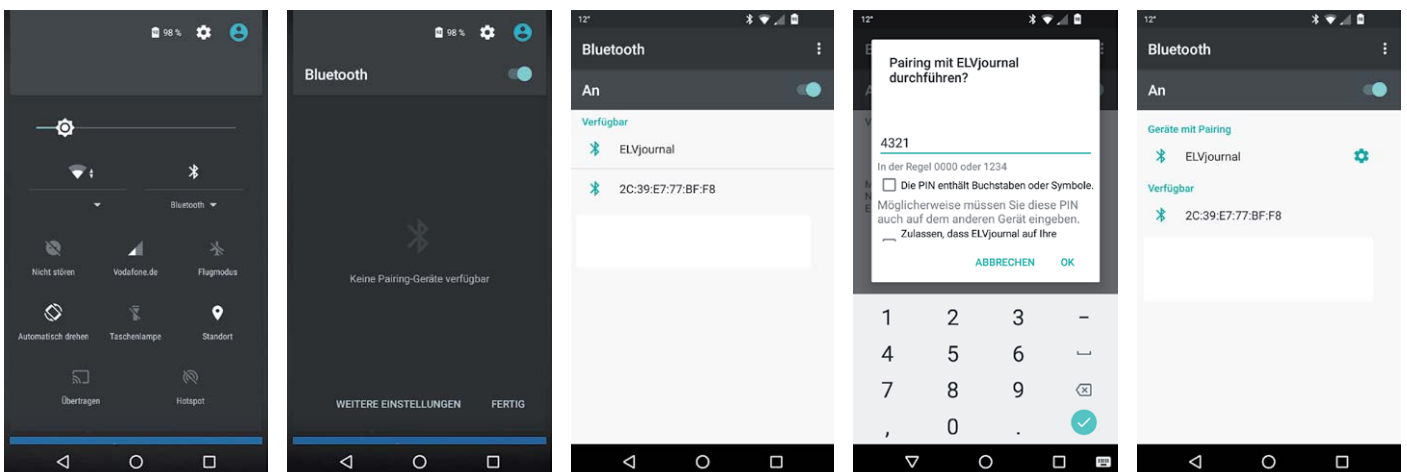 98 %
Bluetooth
Nicht stören
Vodafone.de
Flugmodus
Automatisch drehen
Taschenlampe
Standort
Übertragen
Hotspot
98 %
Bluetooth
Keine Pairing-Geräte verfügbar
WEITERE EINSTELLUNGEN
FERTIG
12°
Bluetooth
An
Verfügbar
ELVjournal
2C:39:E7:77:BF:F8
12°
Pairing mit ELVjournal
durchführen?
4321
In der Regel 0000 oder 1234
Die PIN enthält Buchstaben oder Symbole.
Möglicherweise müssen Sie diese PIN
auch auf dem anderen Gerät eingeben.
Zulassen, dass ELVjournal auf Ihre
ABBRECHEN
OK
1 2 3 –
4 5 6
7 8 9
, 0 .
12°
Bluetooth
An
Geräte mit Pairing
ELVjournal
Verfügbar
2C:39:E7:77:BF:F8